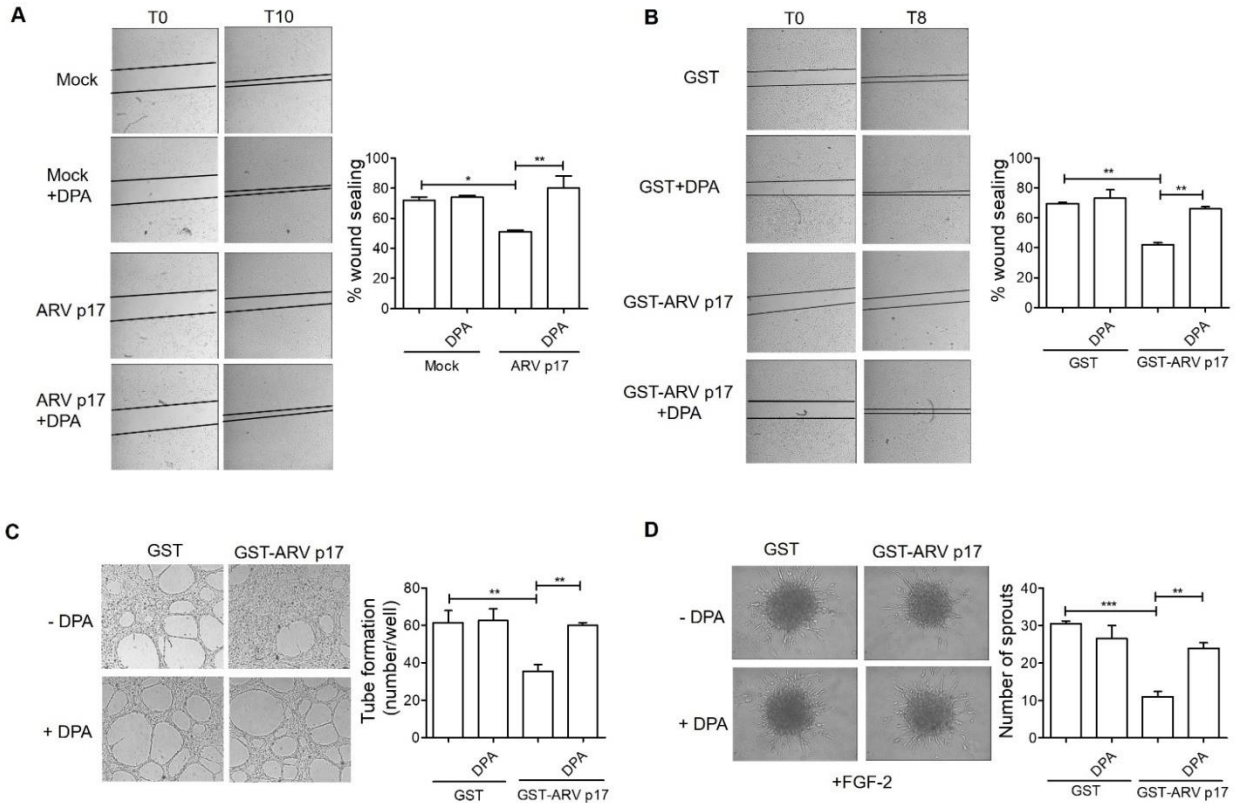 A
T0 T10
Mock
Mock
+DPA
ARV p17
ARV p17
+DPA
% wound sealing
100
80
60
40
20
0
*
**
DPA
DPA
Mock
ARV p17
B
T0 T8
GST
GST+DPA
GST-ARV p17
GST-ARV p17
+DPA
% wound sealing
100
80
60
40
20
0
**
**
DPA
DPA
GST
GST-ARV p17
C
GST GST-ARV p17
- DPA
+ DPA
Tube formation
(number/well)
80
60
40
20
0
**
**
DPA
DPA
GST
GST-ARV p17
D
GST GST-ARV p17
- DPA
+ DPA
+FGF-2
Number of sprouts
40
30
20
10
0
***
**
DPA
DPA
GST
GST-ARV p17